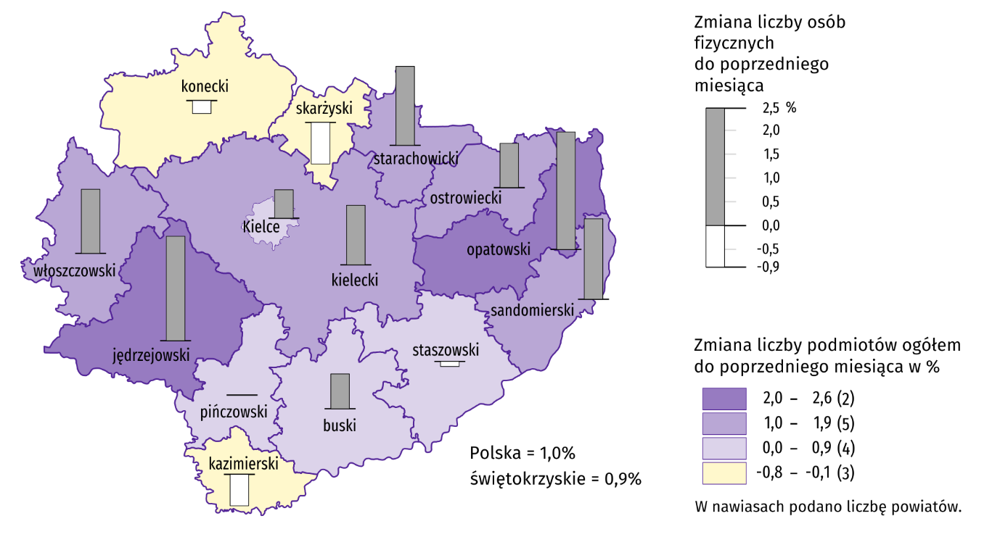 konecki
skarżyski
starachowicki
ostrowiecki
Kielce
opatowski
włoszczowski
kielecki
sandomierski
jędrzejowski
staszowski
pińczowski
buski
kazimierski
Polska = 1,0%
świętokrzyskie = 0,9%
Zmiana liczby osób
fizycznych
do poprzedniego
miesiąca
2,5 %
2,0
1,5
1,0
0,5
0,0
-0,5
-0,9
Zmiana liczby podmiotów ogółem
do poprzedniego miesiąca w %
2,0 – 2,6 (2)
1,0 – 1,9 (5)
0,0 – 0,9 (4)
-0,8 – -0,1 (3)
W nawiasach podano liczbę powiatów.